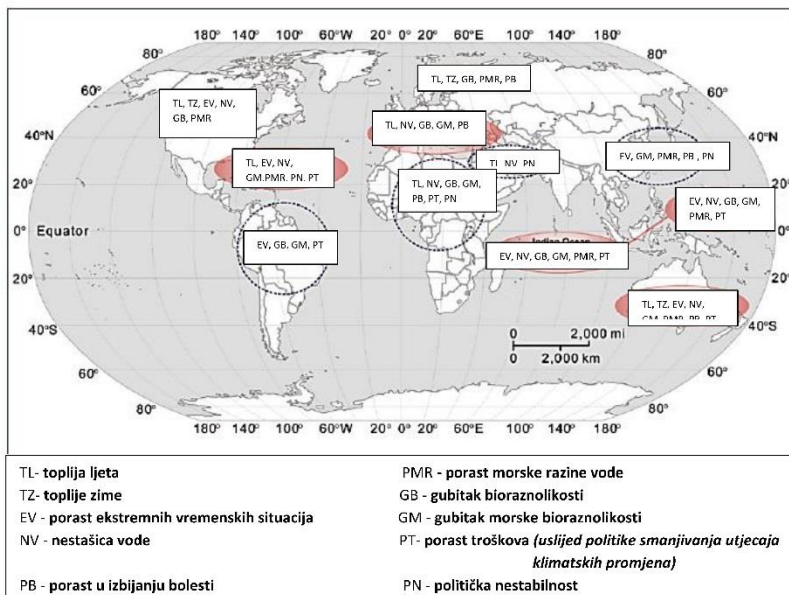 180° 140° 100° 60°W 20° 0° 20° 60°E 100° 140° 180°
80° 80°
60° 60°
40°N 40°N
20° 20°
Equator 0° 0°
20° 20°
40°S 40°S
60° 60°
80° 80°
180° 140° 100° 60°W 20° 0° 20° 60°E 100° 140° 180°
TL, TZ, GB, PMR, PB
TL, TZ, EV, NV,
GB, PMR
TL, NV, GB, GM, PB
EV, GM, PMR, PB , PN
TL, EV, NV,
GM.PMR. PN. PT
TL, NV, PN
TL, NV, GB, GM,
PB, PT, PN
EV, NV, GB, GM,
PMR, PT
EV, GB, GM, PT
Indian Ocean
EV, NV, GB, GM, PMR, PT
TL, TZ, EV, NV,
GM, PMR, PB, PT
0 2,000 mi
0 2,000 km
TL- toplija ljeta
TZ- toplije zime
EV - porast ekstremnih vremenskih situacija
NV - nestašica vode
PB - porast u izbijanju bolesti
PMR - porast morske razine vode
GB - gubitak bioraznolikosti
GM - gubitak morske bioraznolikosti
PT- porast troškova (uslijed politike smanjivanja utjecaja
klimatskih promjena)
PN - politička nestabilnost